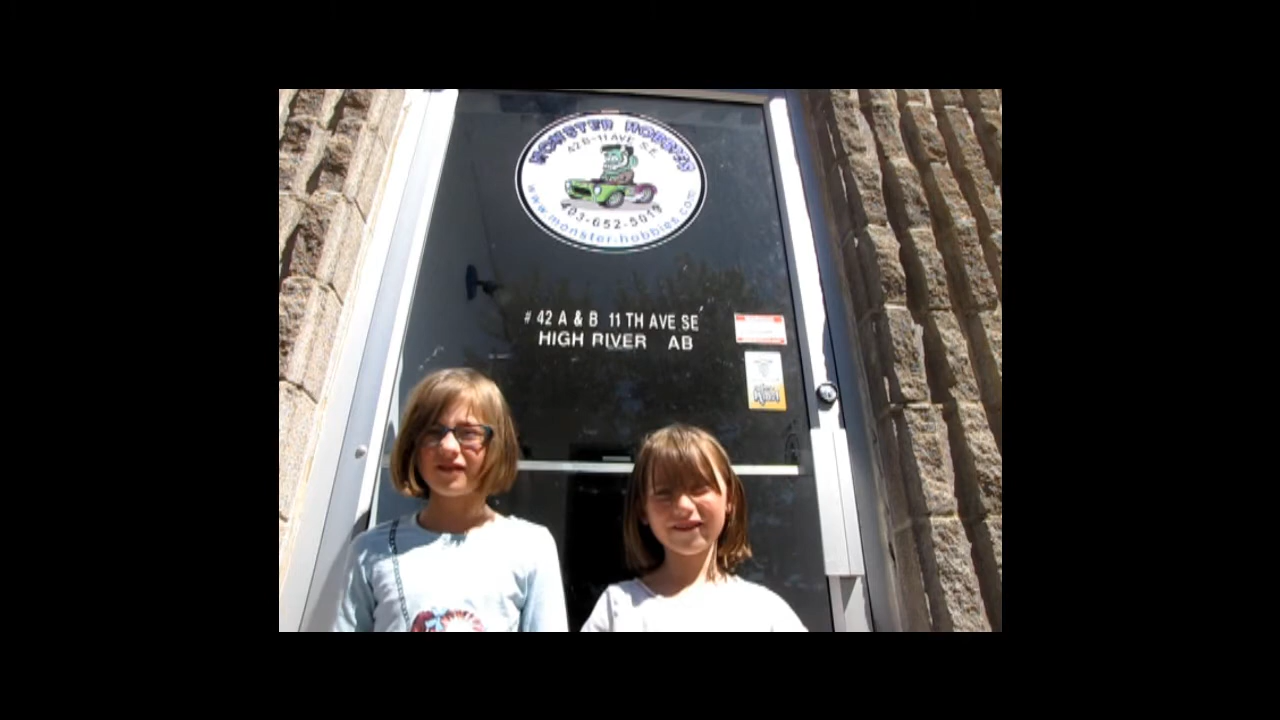 MONSTER HOBBIES
42 B-11 AVE S.E.
403-652-5019
www.monster-hobbies.com
# 42 A & B 11 TH AVE SE
HIGH RIVER AB